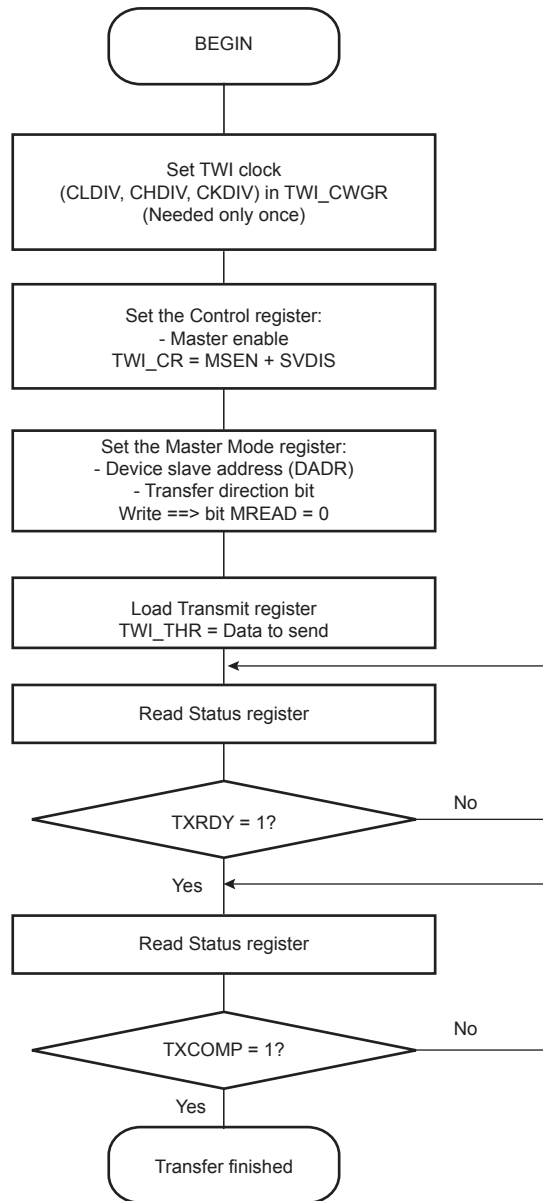 BEGIN
Set TWI clock
(CLDIV, CHDIV, CKDIV) in TWI_CWGR
(Needed only once)
Set the Control register:
- Master enable
TWI_CR = MSEN + SVDIS
Set the Master Mode register:
- Device slave address (DADR)
- Transfer direction bit
Write ==> bit MREAD = 0
Load Transmit register
TWI_THR = Data to send
Read Status register
TXRDY = 1?
No
Yes
Read Status register
TXCOMP = 1?
No
Yes
Transfer finished